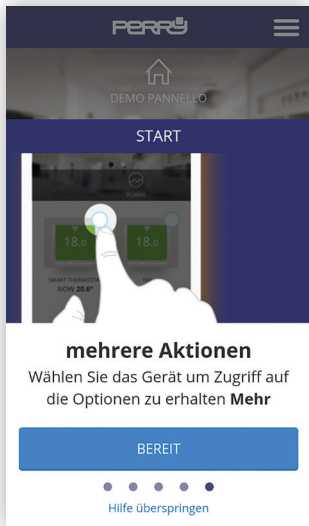 PERRY
DEMO PANNELLO
START
POWER
18.0 18.0
SMART THERMOCH
NOW 20.6°
mehrere Aktionen
Wählen Sie das Gerät um Zugriff auf
die Optionen zu erhalten Mehr
BEREIT
Hilfe überspringen